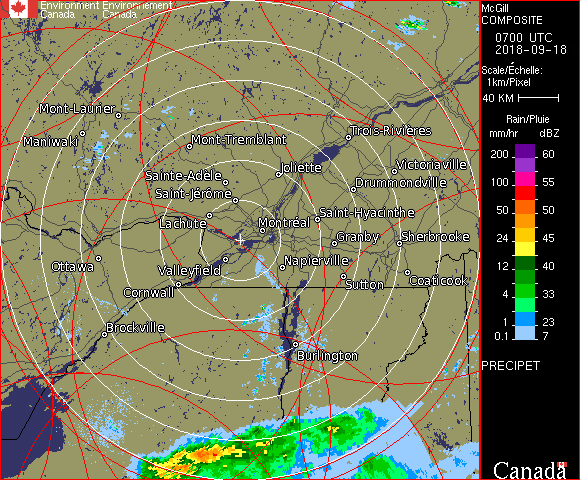 Environment Environnement
Canada Canada
McGill
COMPOSITE
0700 UTC
2018-09-18
Scale/Échelle:
1km/Pixel
40 KM
Rain/Pluie
mm/hr dBZ
200 60
100 55
50 50
24 45
12 40
4 33
1 23
0.1 7
PRECIPET
Canada
Mont-Laurier
Maniwaki
Mont-Tremblant
Trois-Rivières
Joliette
Victoriaville
Sainte-Adèle
Drummondville
Saint-Jérôme
Lachute
Saint-Hyacinthe
Montréal
Granby
Sherbrooke
Ottawa
Valleyfield
Napierville
Cornwall
Sutton
Coaticook
Brockville
Burlington